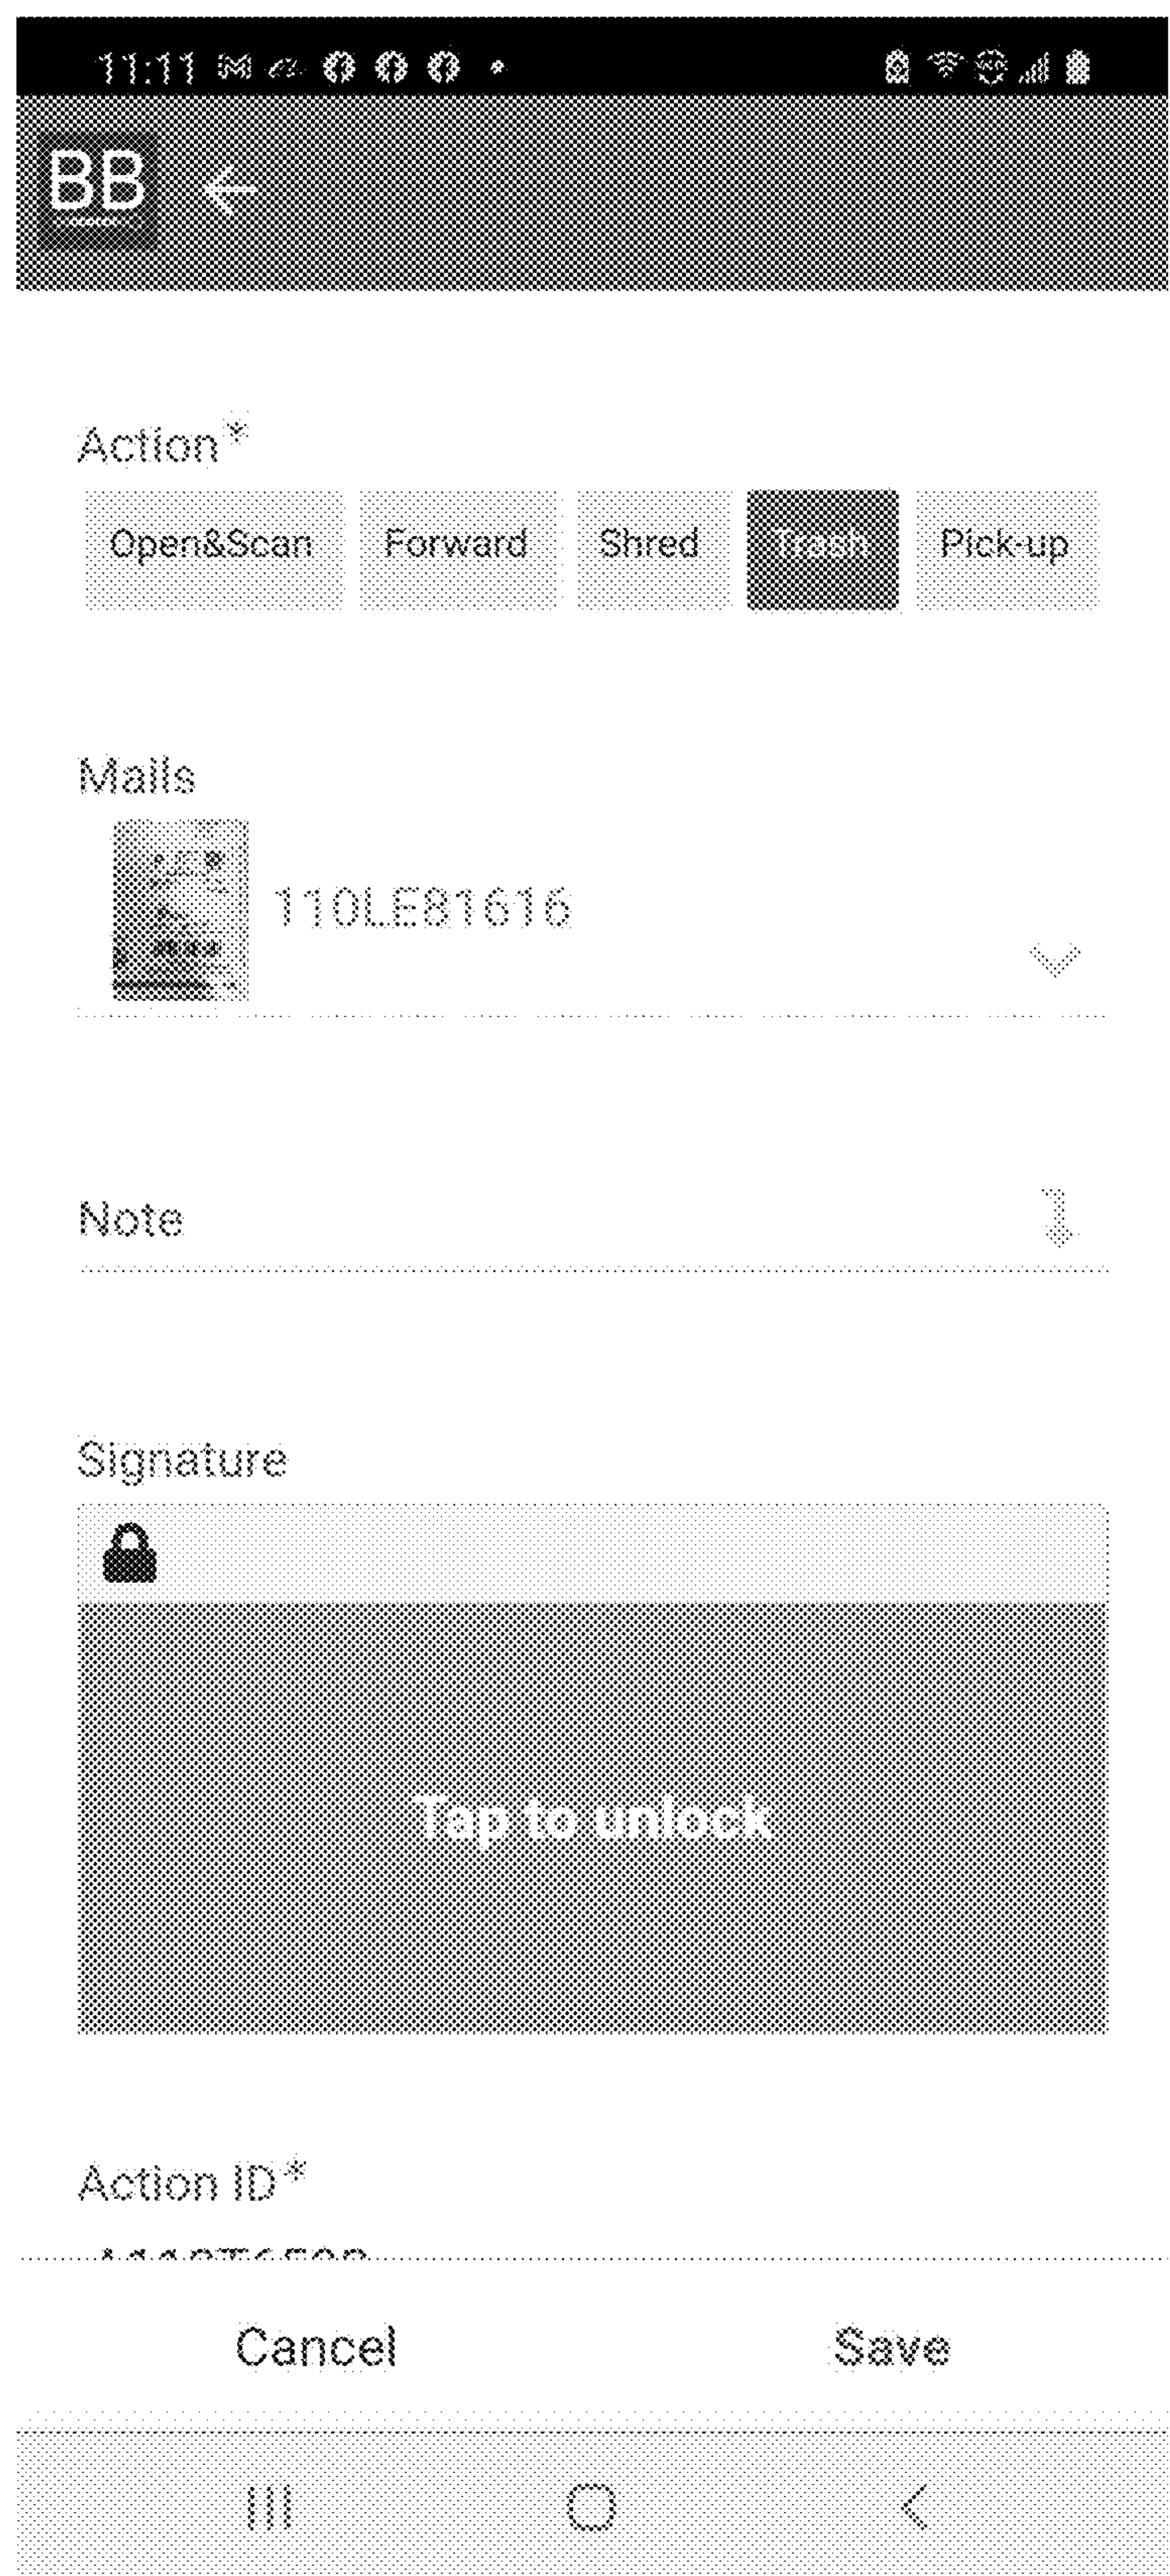 11:11
BB
Action*
Open&Scan Forward Shred Trash Pick-up
Mails
110LE81616
Note
Signature
Tap to unlock
Action ID*
Cancel Save